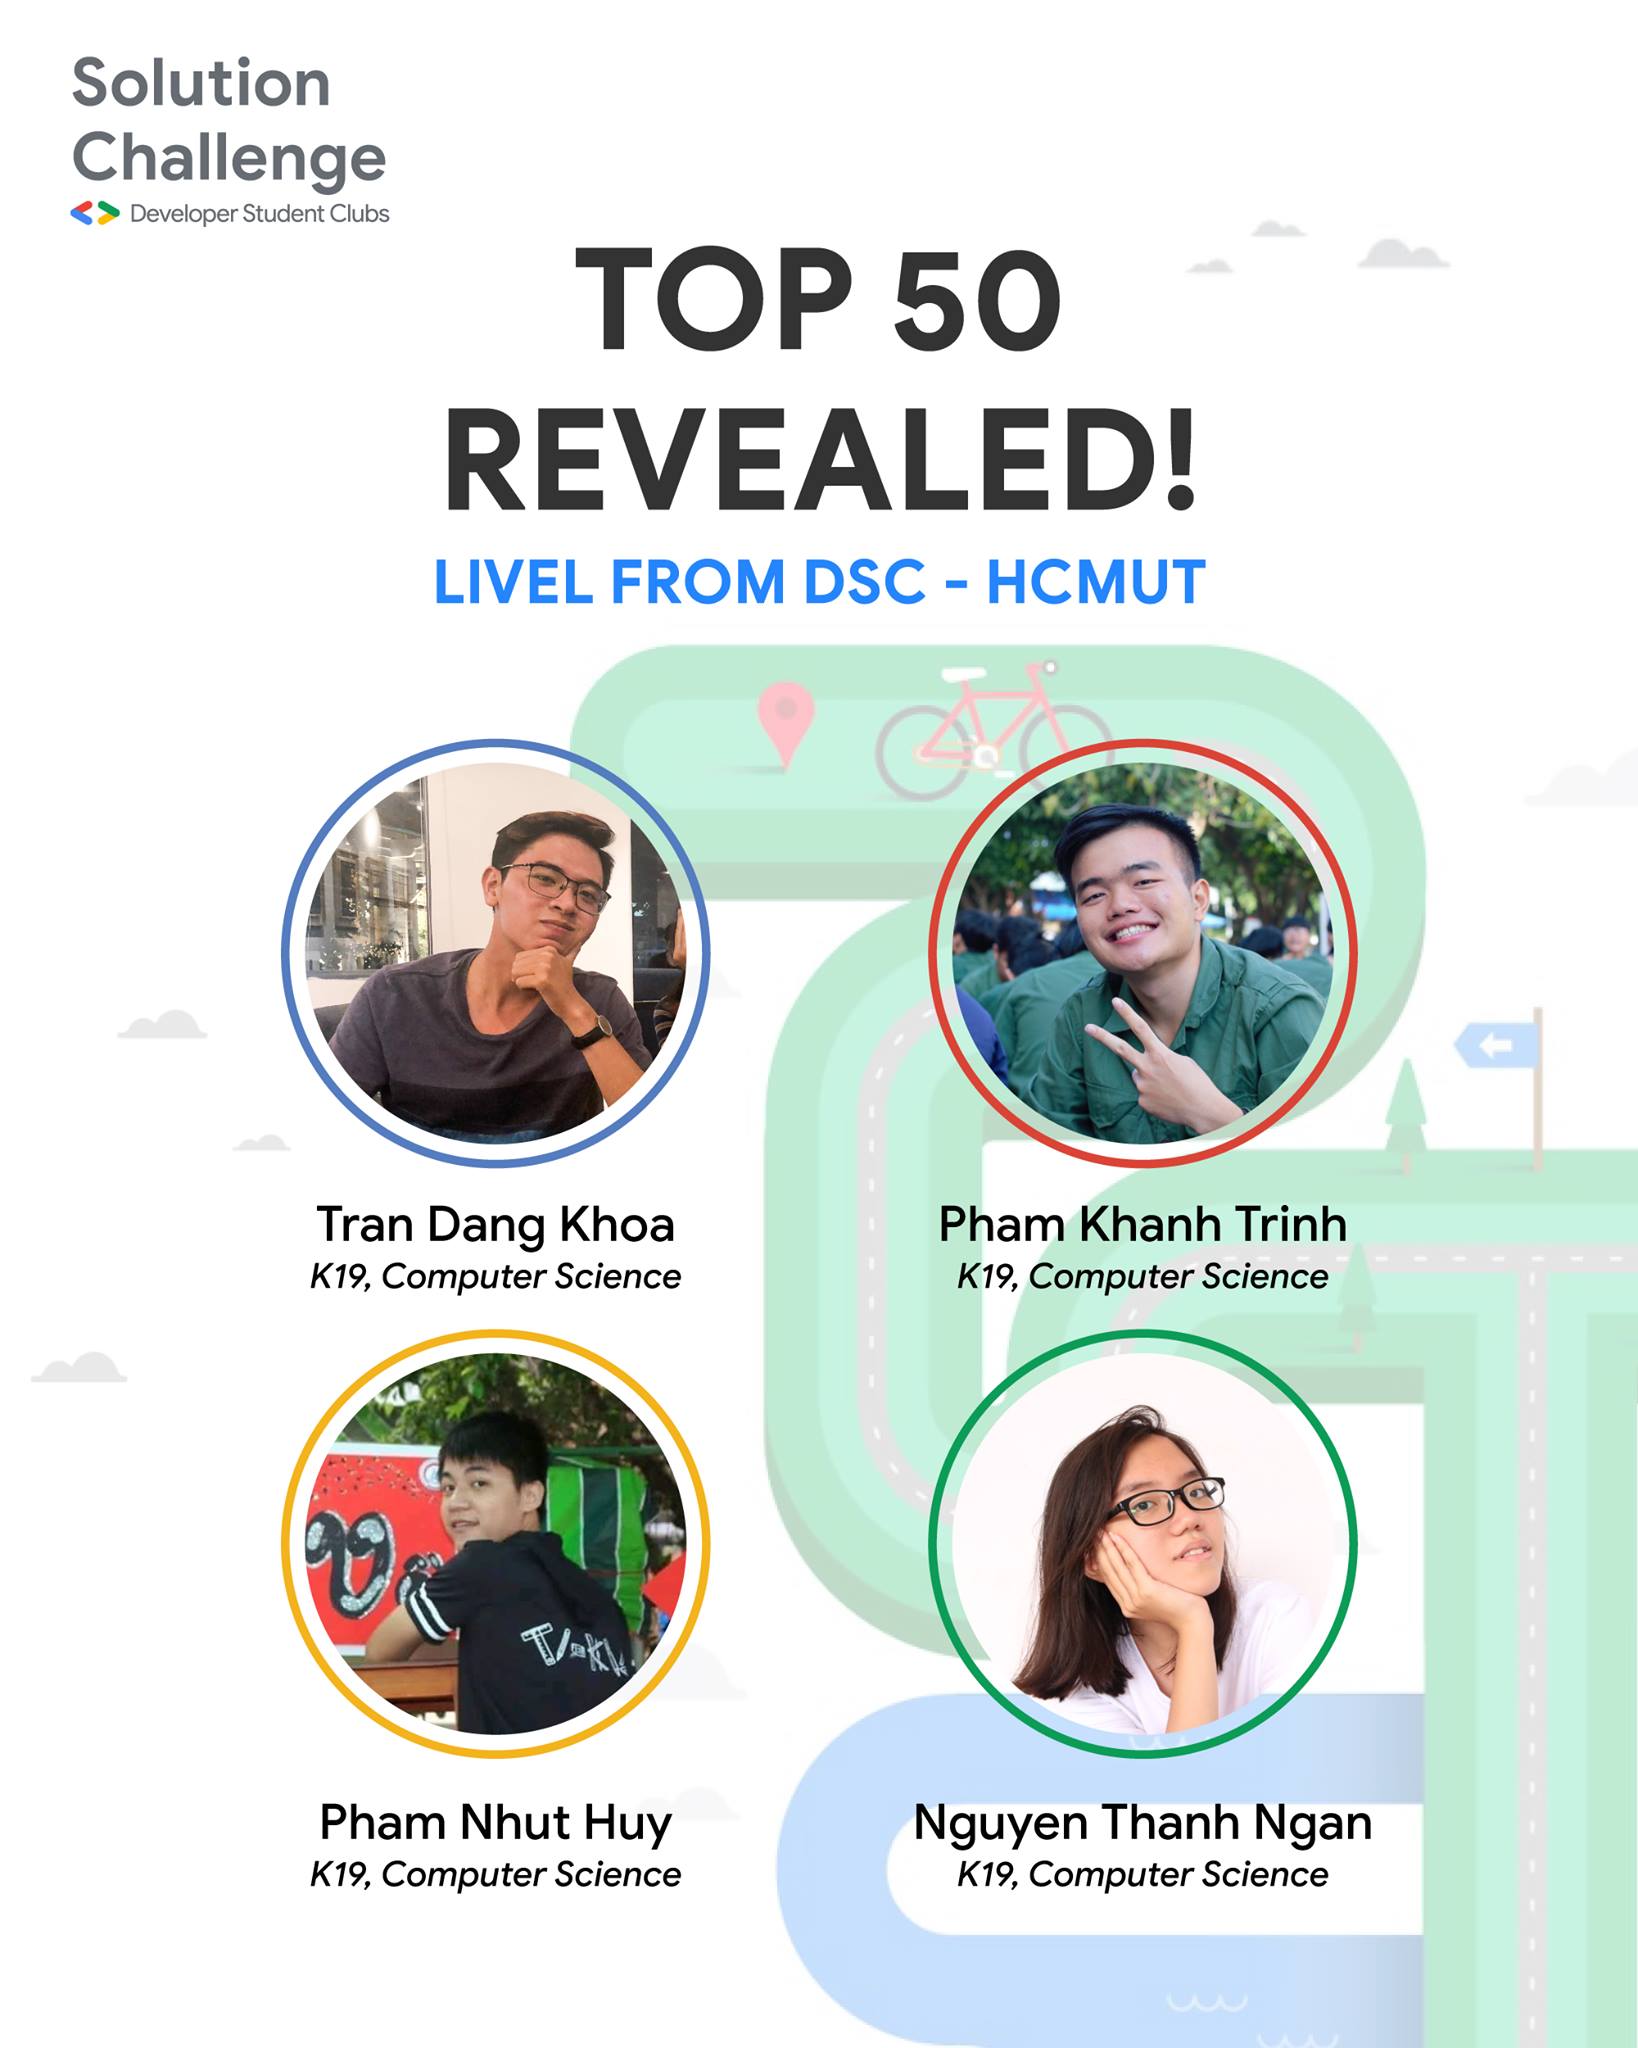 Solution
Challenge
Developer Student Clubs
TOP 50
REVEALED!
LIVEL FROM DSC - HCMUT
Tran Dang Khoa
K19, Computer Science
Pham Khanh Trinh
K19, Computer Science
Pham Nhut Huy
K19, Computer Science
Nguyen Thanh Ngan
K19, Computer Science